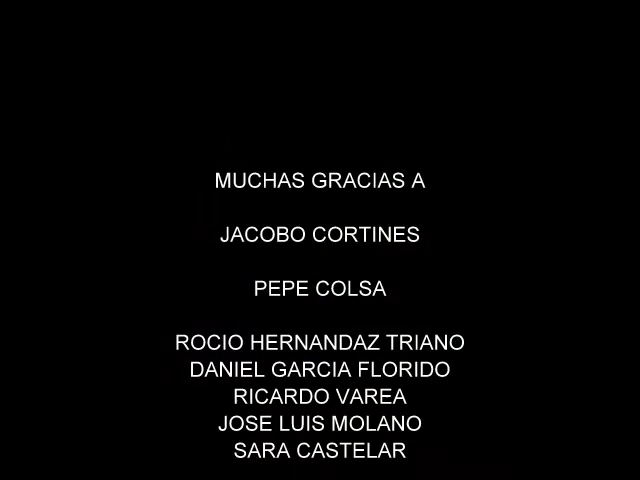 MUCHAS GRACIAS A
JACOBO CORTINES
PEPE COLSA
ROCIO HERNANDAZ TRIANO
DANIEL GARCIA FLORIDO
RICARDO VAREA
JOSE LUIS MOLANO
SARA CASTELAR